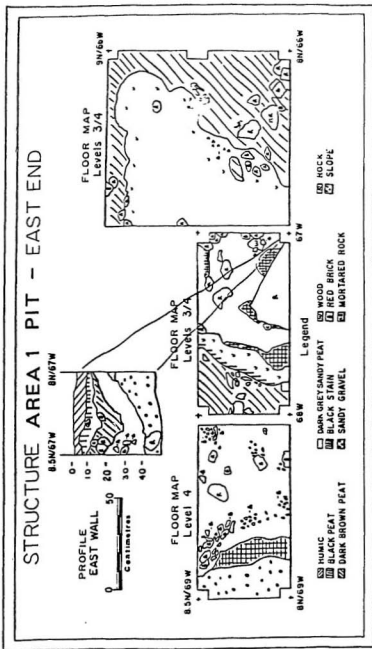 STRUCTURE AREA 1 PIT - EAST END
PROFILE
EAST WALL
0
50
Centimetres
8.5N/67W
8N/67W
0-
10-
20-
30-
40-
FLOOR MAP
Level 4
8.5N/69W
8N/69W
FLOOR MAP
Levels 3/4
68W
67W
FLOOR MAP
Levels 3/4
9N/66W
8N/66W
Legend
HUMIC
BLACK PEAT
DARK BROWN PEAT
DARK GREY SANDY PEAT
BLACK STAIN
SANDY GRAVEL
WOOD
RED BRICK
MORTARED ROCK
ROCK
SLOPE